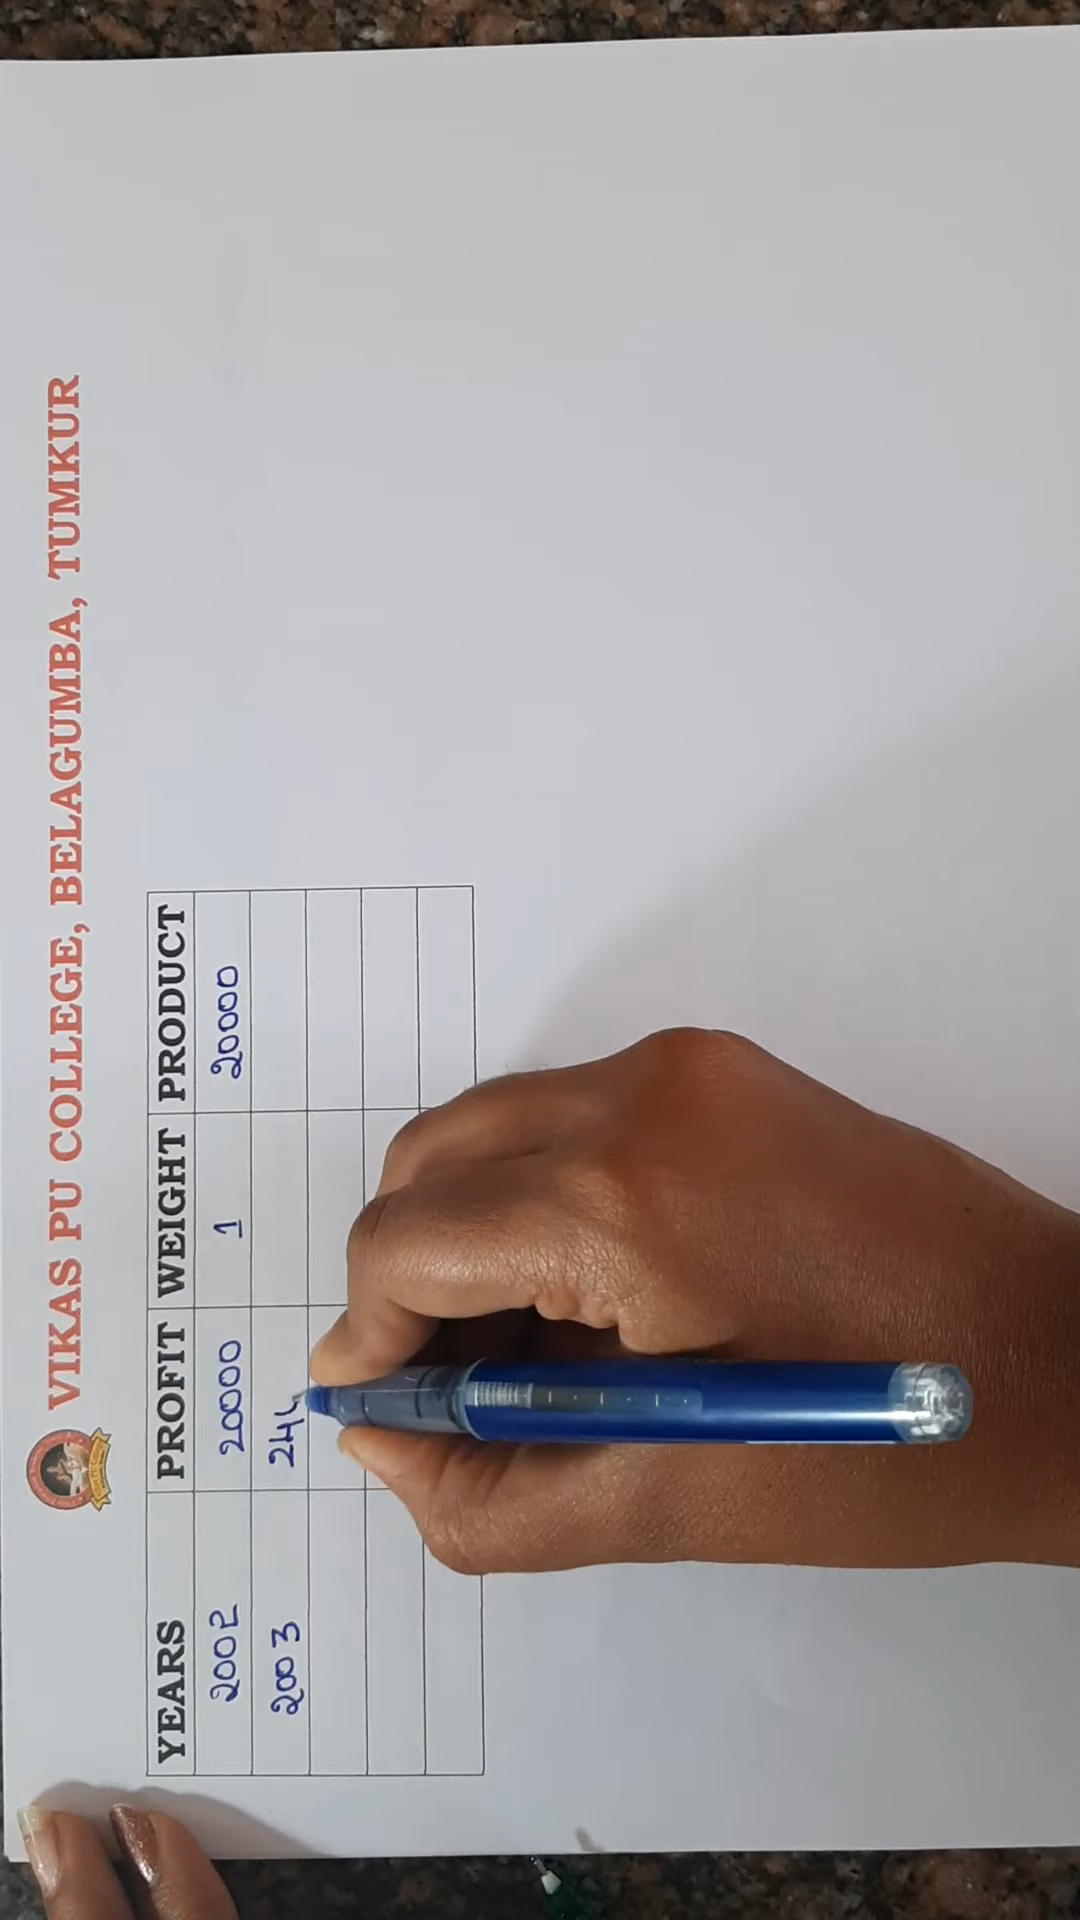 VIKAS PU COLLEGE, BELAGUMBA, TUMKUR
YEARS PROFIT WEIGHT PRODUCT
2002 20000 1 20000
2003 24